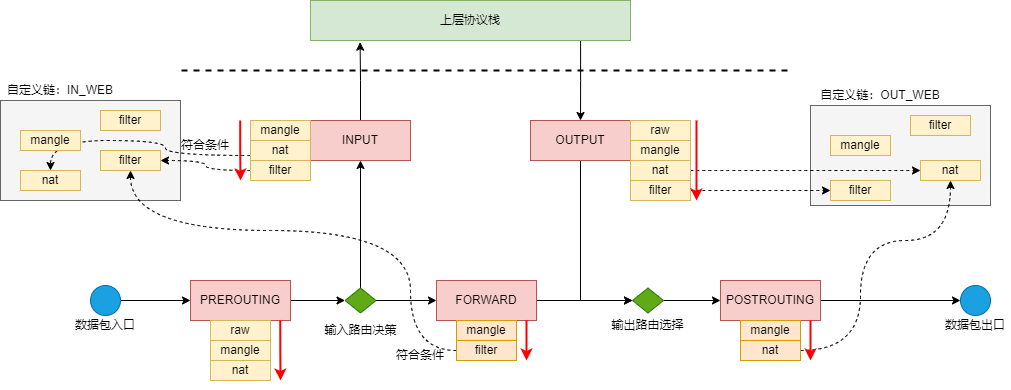 上层协议栈
自定义链：IN_WEB
filter
mangle
filter
nat
符合条件
mangle
nat
filter
INPUT
OUTPUT
raw
mangle
nat
filter
自定义链：OUT_WEB
filter
mangle
nat
filter
数据包入口
PREROUTING
raw
mangle
nat
输入路由决策
FORWARD
mangle
filter
符合条件
输出路由选择
POSTROUTING
mangle
nat
数据包出口